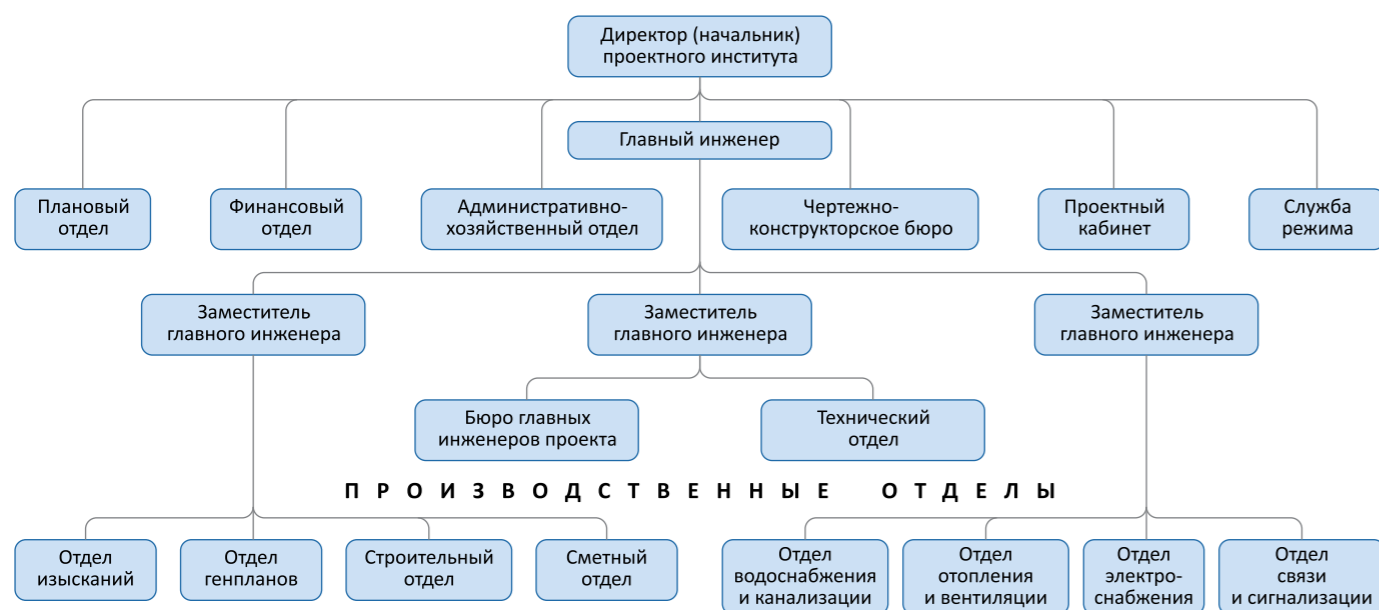 Директор (начальник)
проектного института
Главный инженер
Плановый
отдел
Финансовый
отдел
Административно-
хозяйственный отдел
Чертежно-
конструкторское бюро
Проектный
кабинет
Служба
режима
Заместитель
главного инженера
Заместитель
главного инженера
Заместитель
главного инженера
Бюро главных
инженеров проекта
Технический
отдел
ПРОИЗВОДСТВЕННЫЕ ОТДЕЛЫ
Отдел
изысканий
Отдел
генпланов
Строительный
отдел
Сметный
отдел
Отдел
водоснабжения
и канализации
Отдел
отопления
и вентиляции
Отдел
электро-
снабжения
Отдел
связи
и сигнализации